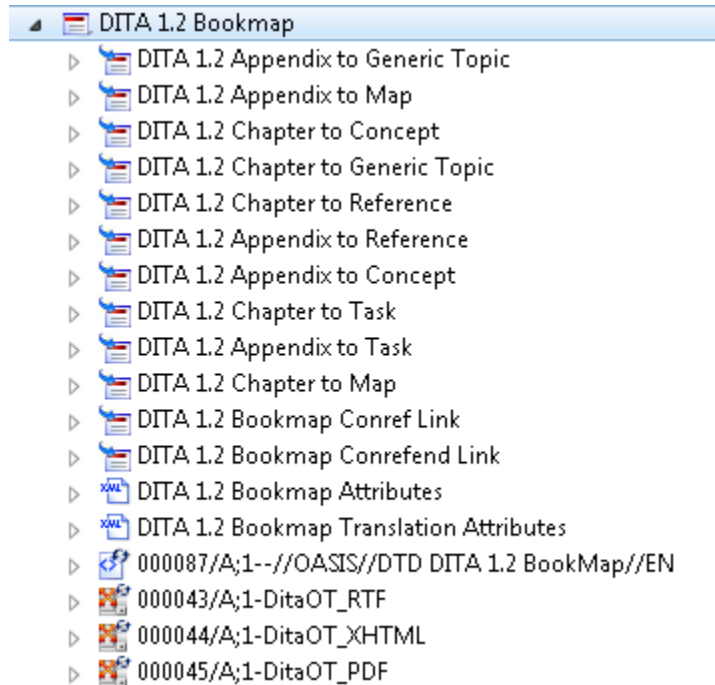 DITA 1.2 Bookmap
DITA 1.2 Appendix to Generic Topic
DITA 1.2 Appendix to Map
DITA 1.2 Chapter to Concept
DITA 1.2 Chapter to Generic Topic
DITA 1.2 Chapter to Reference
DITA 1.2 Appendix to Reference
DITA 1.2 Appendix to Concept
DITA 1.2 Chapter to Task
DITA 1.2 Appendix to Task
DITA 1.2 Chapter to Map
DITA 1.2 Bookmap Conref Link
DITA 1.2 Bookmap Conrefend Link
DITA 1.2 Bookmap Attributes
DITA 1.2 Bookmap Translation Attributes
000087/A;1--//OASIS//DTD DITA 1.2 BookMap//EN
000043/A;1-DitaOT_RTF
000044/A;1-DitaOT_XHTML
000045/A;1-DitaOT_PDF